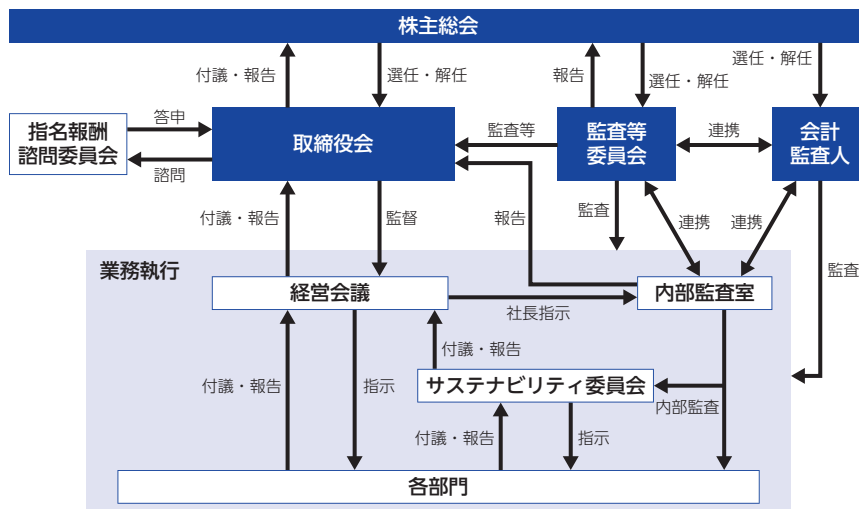 株主総会
付議・報告
選任・解任
報告
選任・解任
選任・解任
指名報酬
諮問委員会
答申
諮問
取締役会
監査等
監査等
委員会
連携
会計
監査人
付議・報告
監督
報告
監査
連携
連携
監査
業務執行
経営会議
社長指示
内部監査室
付議・報告
付議・報告
指示
サステナビリティ委員会
内部監査
付議・報告
指示
各部門